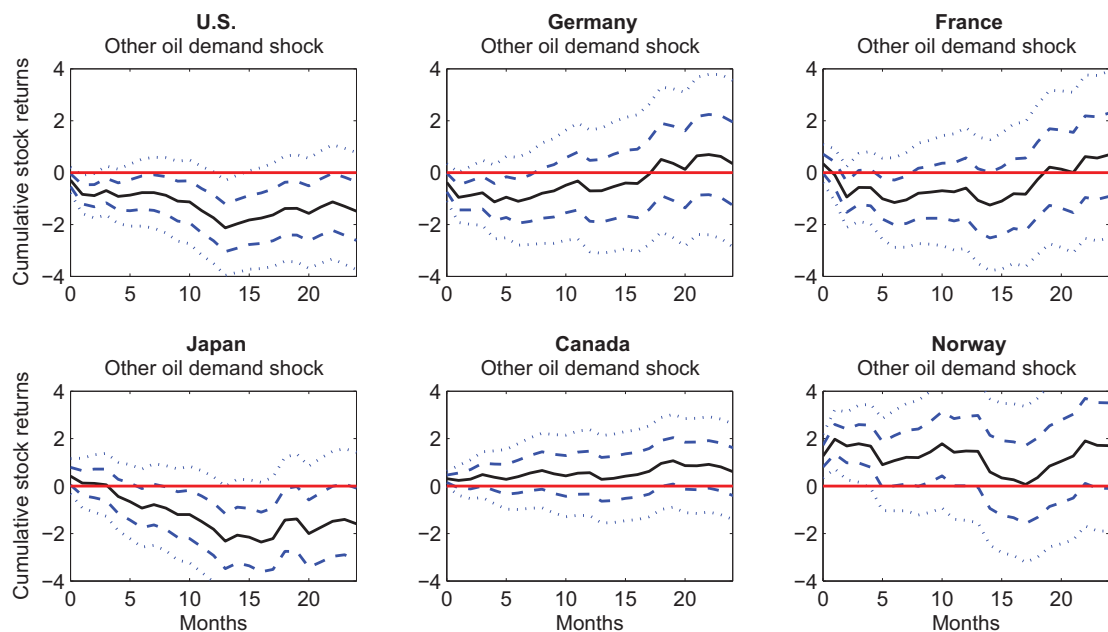 U.S.
Other oil demand shock
Germany
Other oil demand shock
France
Other oil demand shock
Cumulative stock returns
4
2
0
−2
−4
0 5 10 15 20
4
2
0
−2
−4
0 5 10 15 20
4
2
0
−2
−4
0 5 10 15 20
Japan
Other oil demand shock
Canada
Other oil demand shock
Norway
Other oil demand shock
Cumulative stock returns
4
2
0
−2
−4
0 5 10 15 20
Months
4
2
0
−2
−4
0 5 10 15 20
Months
4
2
0
−2
−4
0 5 10 15 20
Months